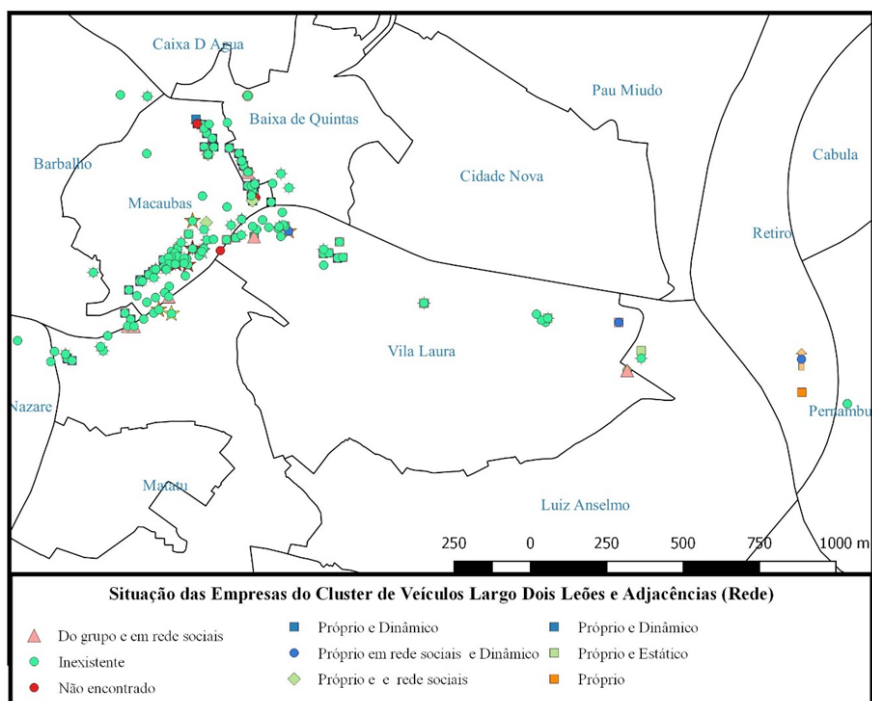 Caixa D Agua
Pau Miudo
Baixa de Quintas
Barbalho
Cabula
Cidade Nova
Macaubas
Retiro
Vila Laura
Nazare
Pernambu
Matatu
Luiz Anselmo
250 0 250 500 750 1000 m
Situação das Empresas do Cluster de Veículos Largo Dois Leões e Adjacências (Rede)
Do grupo e em rede sociais
Inexistente
Não encontrado
Próprio e Dinâmico
Próprio em rede sociais e Dinâmico
Próprio e e rede sociais
Próprio e Dinâmico
Próprio e Estático
Próprio